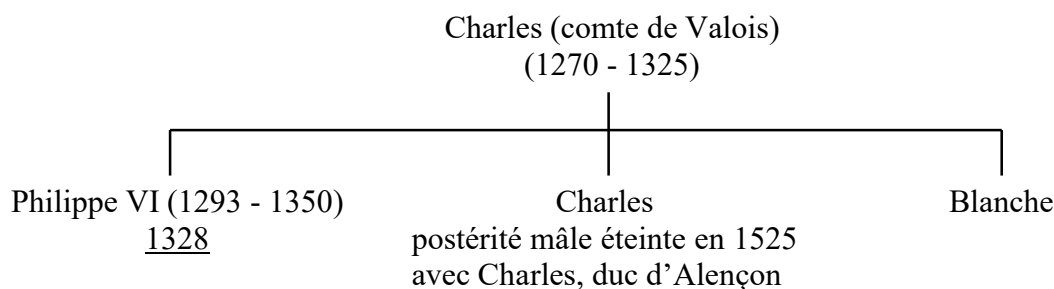 Charles (comte de Valois)
(1270 - 1325)
Philippe VI (1293 - 1350)
1328
Charles
postérité mâle éteinte en 1525
avec Charles, duc d’Alençon
Blanche